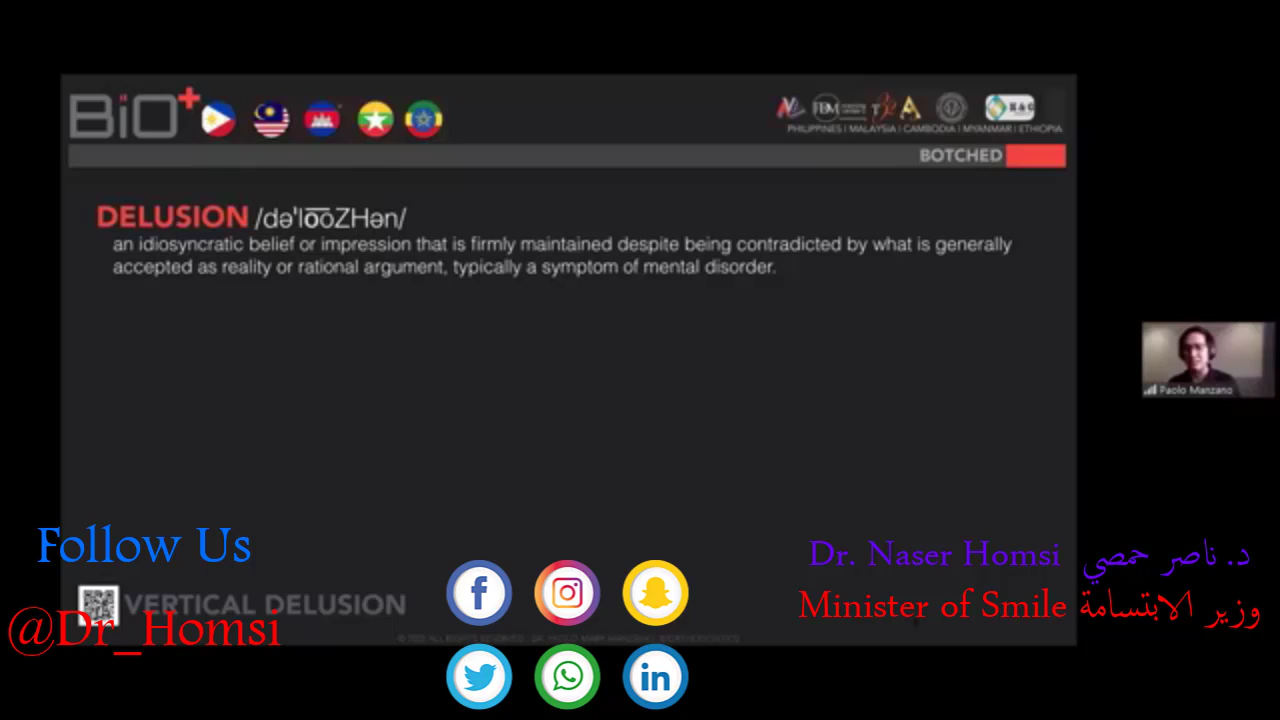 BiO+
PHILIPPINES | MALAYSIA | CAMBODIA | MYANMAR | ETHIOPIA
BOTCHED
DELUSION /dəˈlo͞oZHən/
an idiosyncratic belief or impression that is firmly maintained despite being contradicted by what is generally
accepted as reality or rational argument, typically a symptom of mental disorder.
Paolo Manzano
Follow Us
Dr. Naser Homsi د. ناصر حمصي
VERTICAL DELUSION
Minister of Smile وزير الابتسامة
@Dr_Homsi